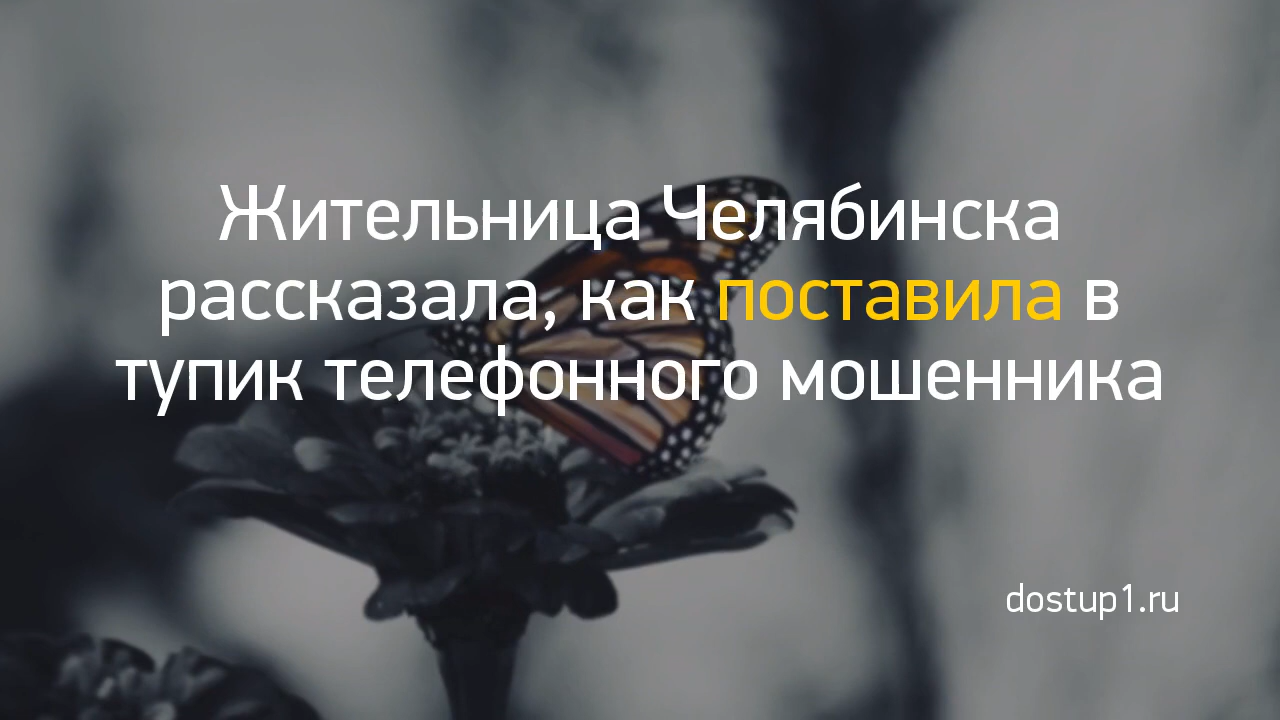 Жительница Челябинска
рассказала, как поставила в
тупик телефонного мошенника
dostup1.ru